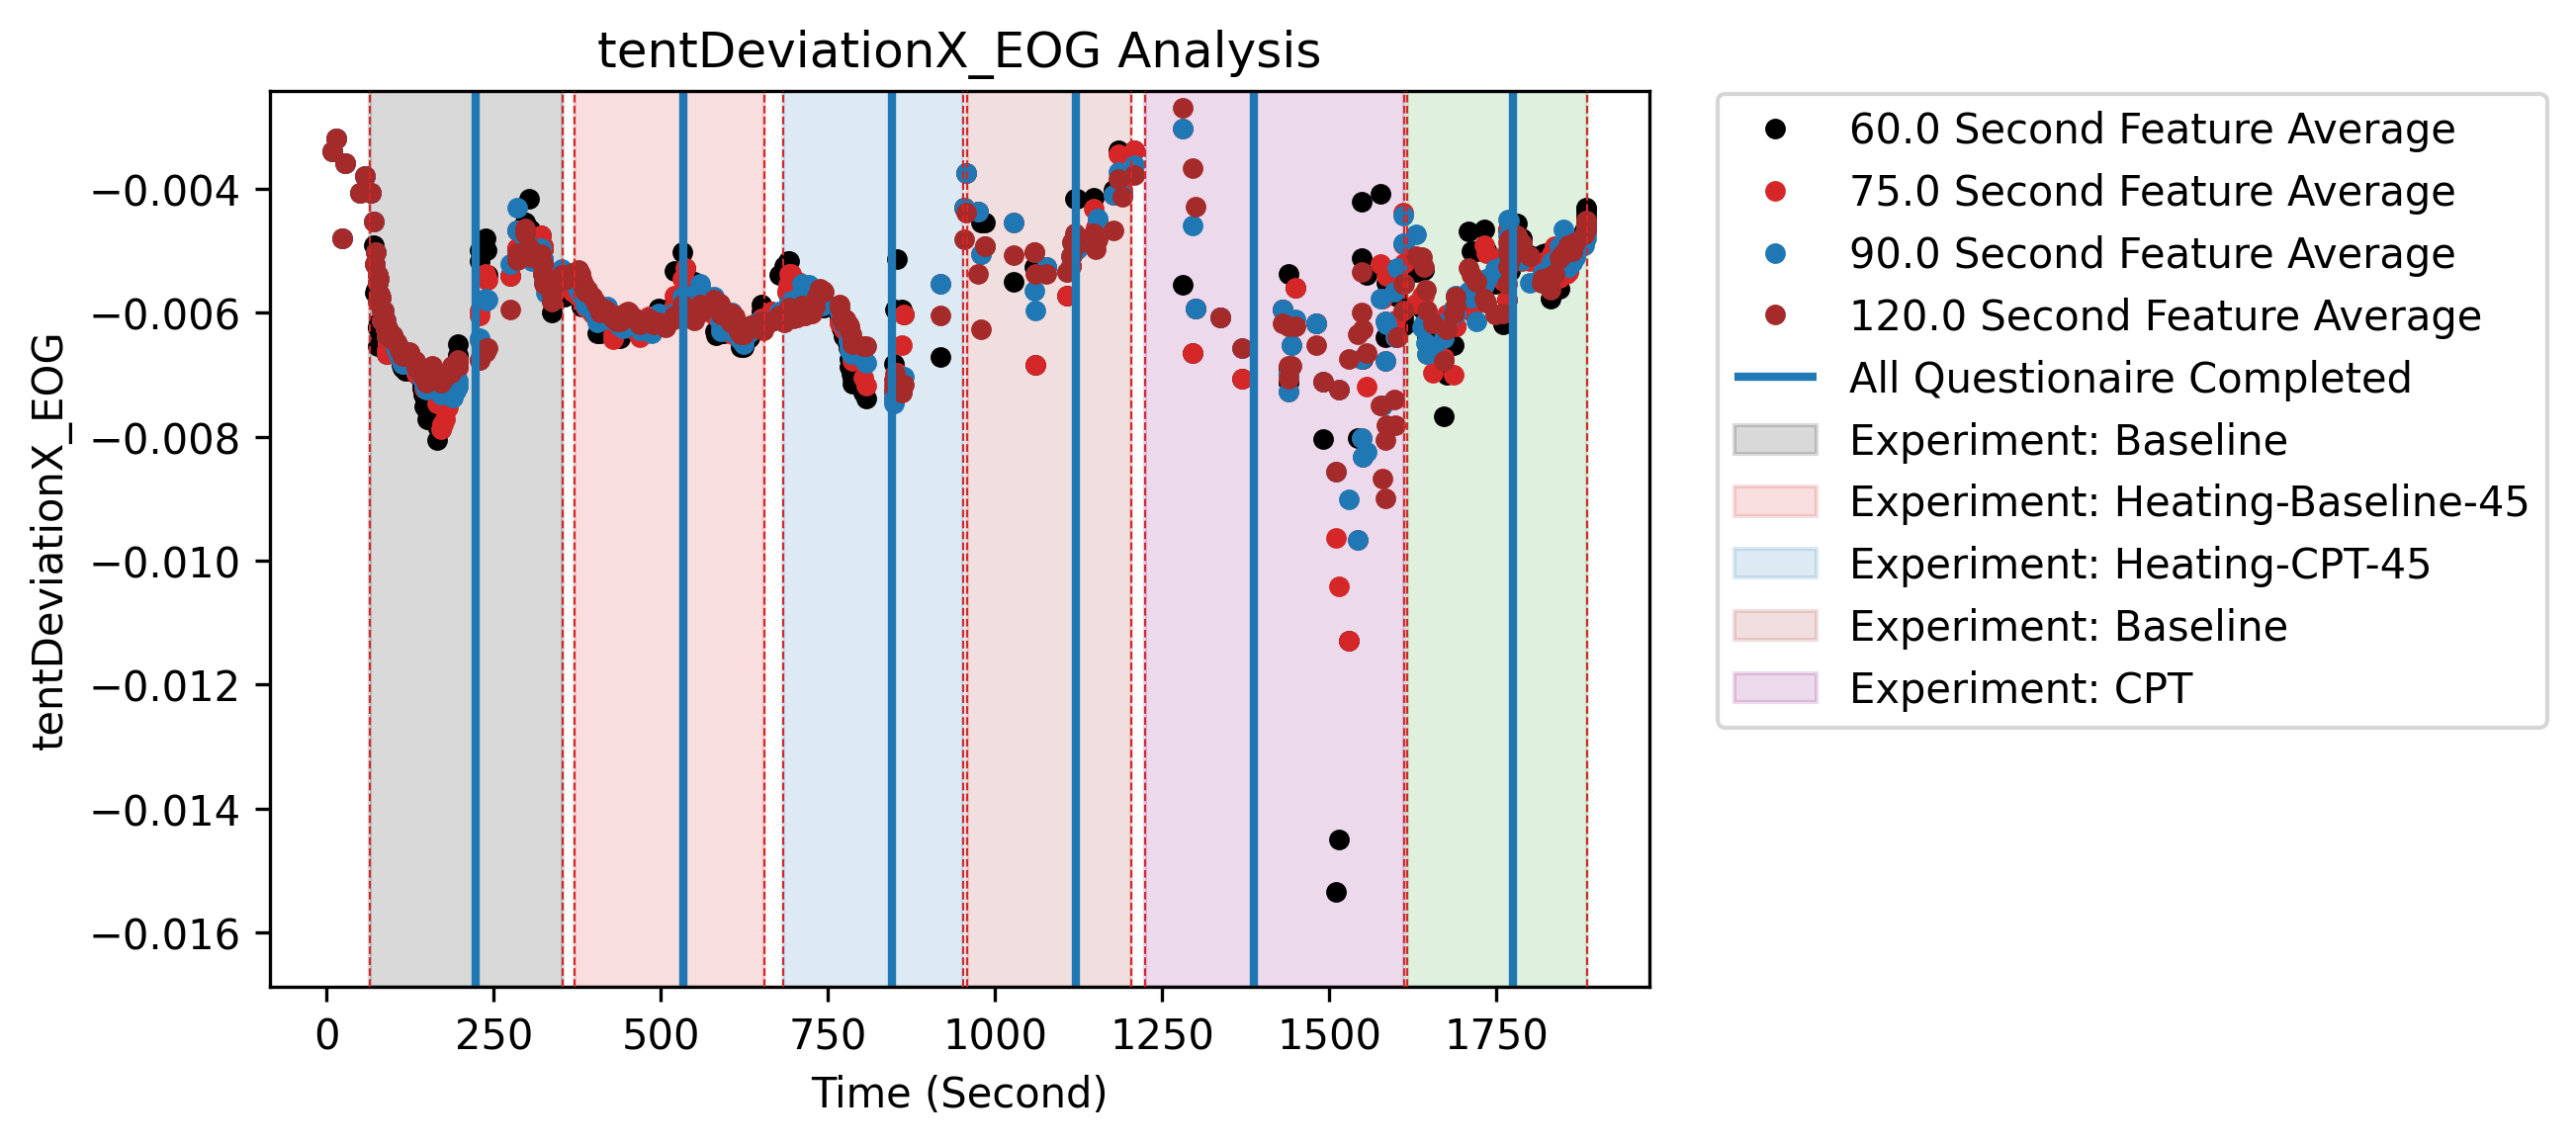 tentDeviationX_EOG Analysis
tentDeviationX_EOG
−0.004
−0.006
−0.008
−0.010
−0.012
−0.014
−0.016
0 250 500 750 1000 1250 1500 1750
Time (Second)
60.0 Second Feature Average
75.0 Second Feature Average
90.0 Second Feature Average
120.0 Second Feature Average
All Questionaire Completed
Experiment: Baseline
Experiment: Heating-Baseline-45
Experiment: Heating-CPT-45
Experiment: Baseline
Experiment: CPT